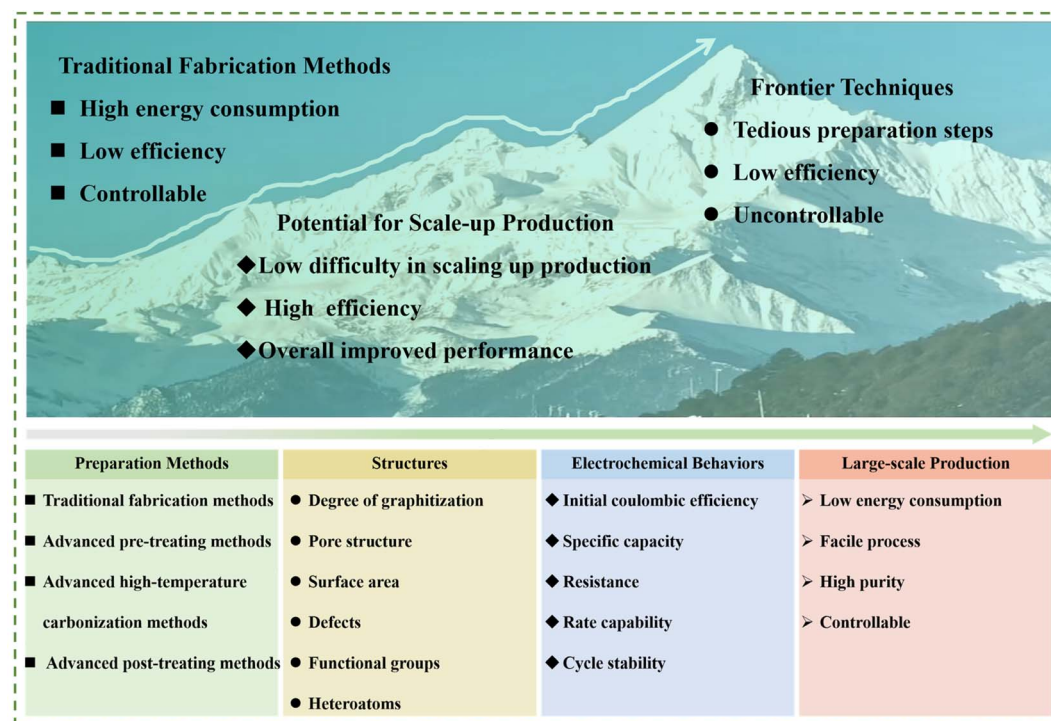 Traditional Fabrication Methods
High energy consumption
Low efficiency
Controllable
Frontier Techniques
Tedious preparation steps
Low efficiency
Uncontrollable
Potential for Scale-up Production
Low difficulty in scaling up production
High efficiency
Overall improved performance
Preparation Methods
Traditional fabrication methods
Advanced pre-treating methods
Advanced high-temperature
carbonization methods
Advanced post-treating methods
Structures
Degree of graphitization
Pore structure
Surface area
Defects
Functional groups
Heteroatoms
Electrochemical Behaviors
Initial coulombic efficiency
Specific capacity
Resistance
Rate capability
Cycle stability
Large-scale Production
Low energy consumption
Facile process
High purity
Controllable